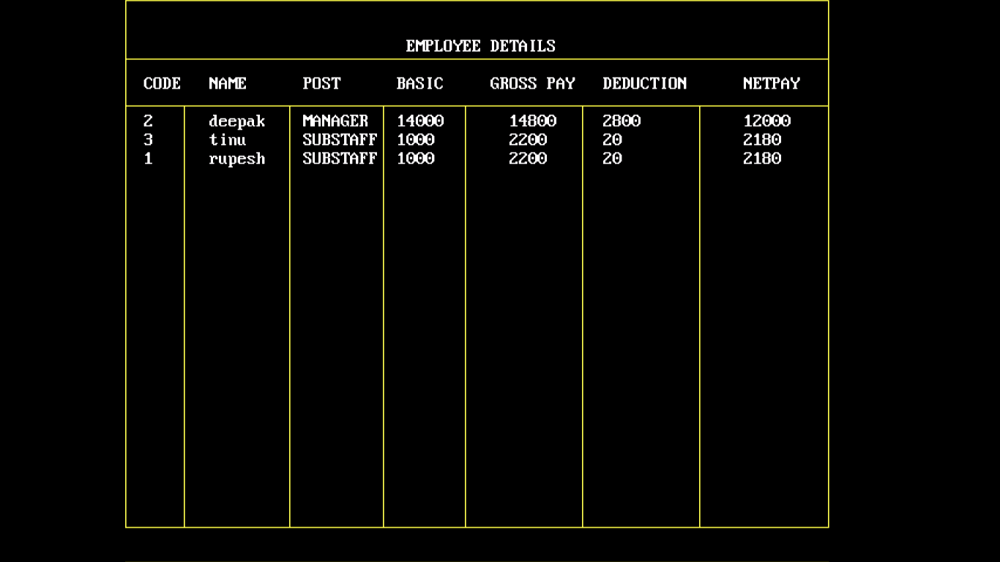 EMPLOYEE DETAILS
CODE NAME POST BASIC GROSS PAY DEDUCTION NETPAY
2 deepak MANAGER 14000 14800 2800 12000
3 tinu SUBSTAFF 1000 2200 20 2180
1 rupesh SUBSTAFF 1000 2200 20 2180